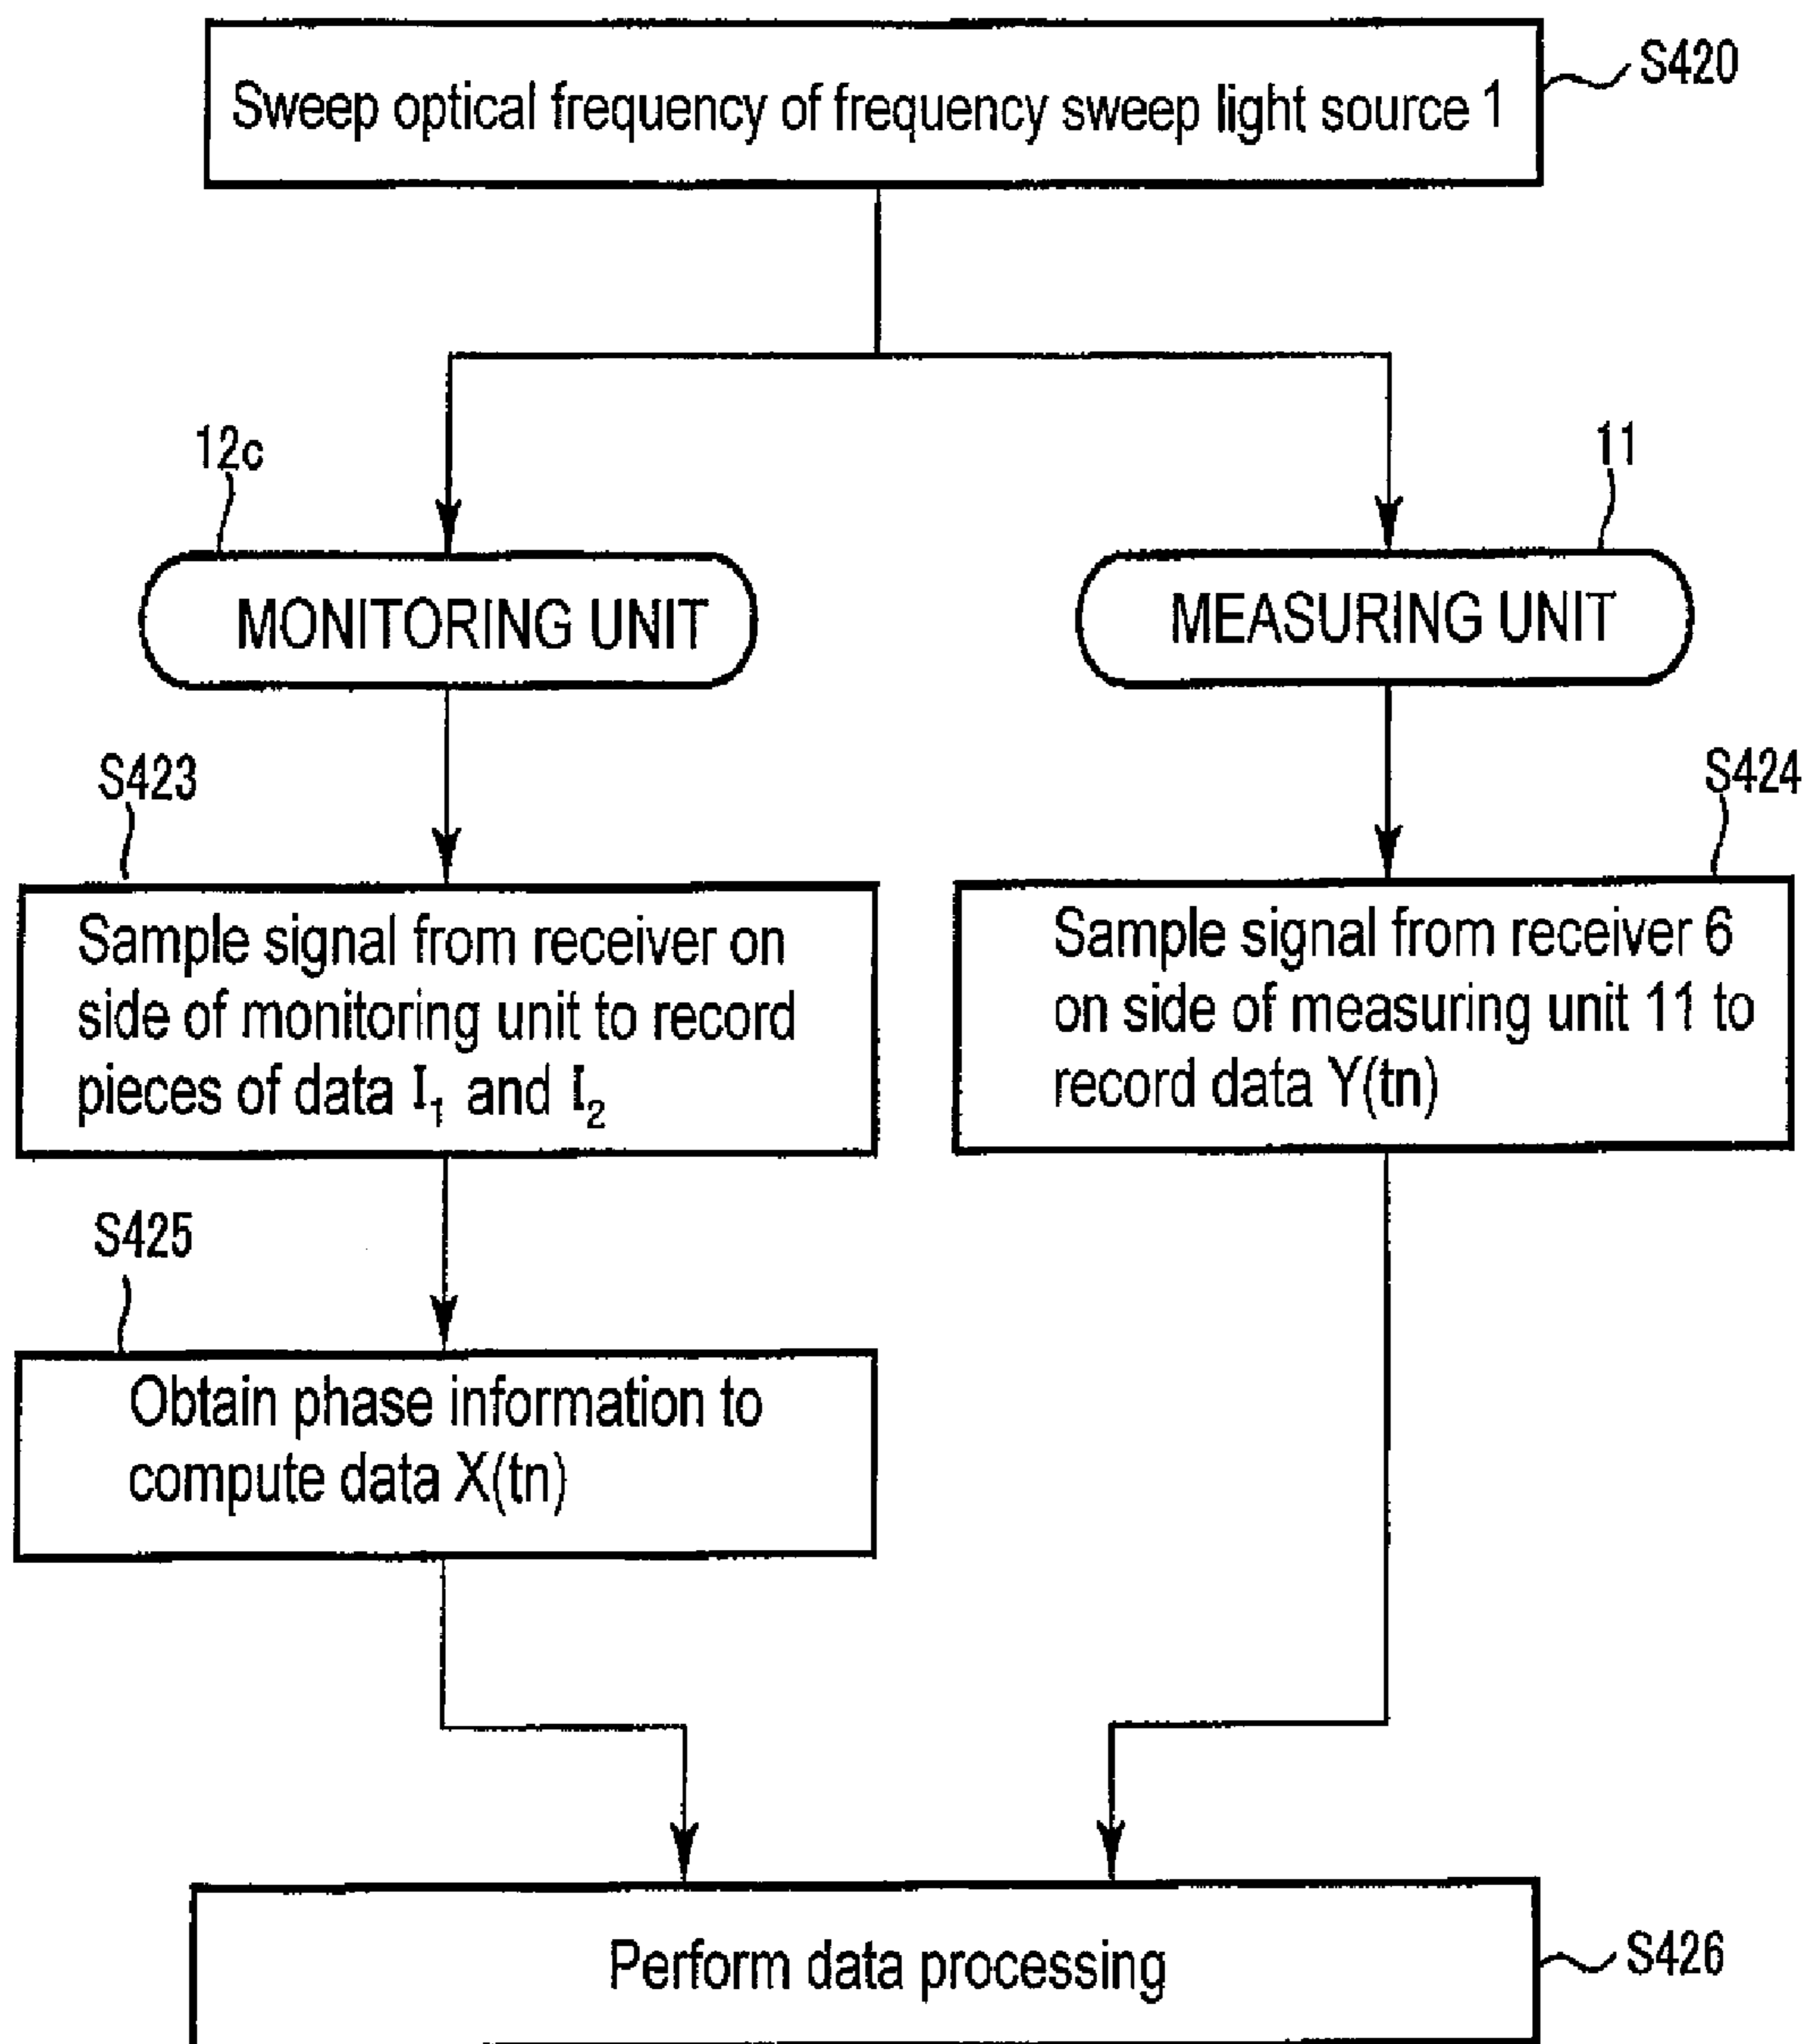 Sweep optical frequency of frequency sweep light source 1
S420
12c
11
MONITORING UNIT
MEASURING UNIT
S423
S424
Sample signal from receiver on
side of monitoring unit to record
pieces of data I₁ and I₂
Sample signal from receiver 6
on side of measuring unit 11 to
record data Y(tn)
S425
Obtain phase information to
compute data X(tn)
Perform data processing
S426